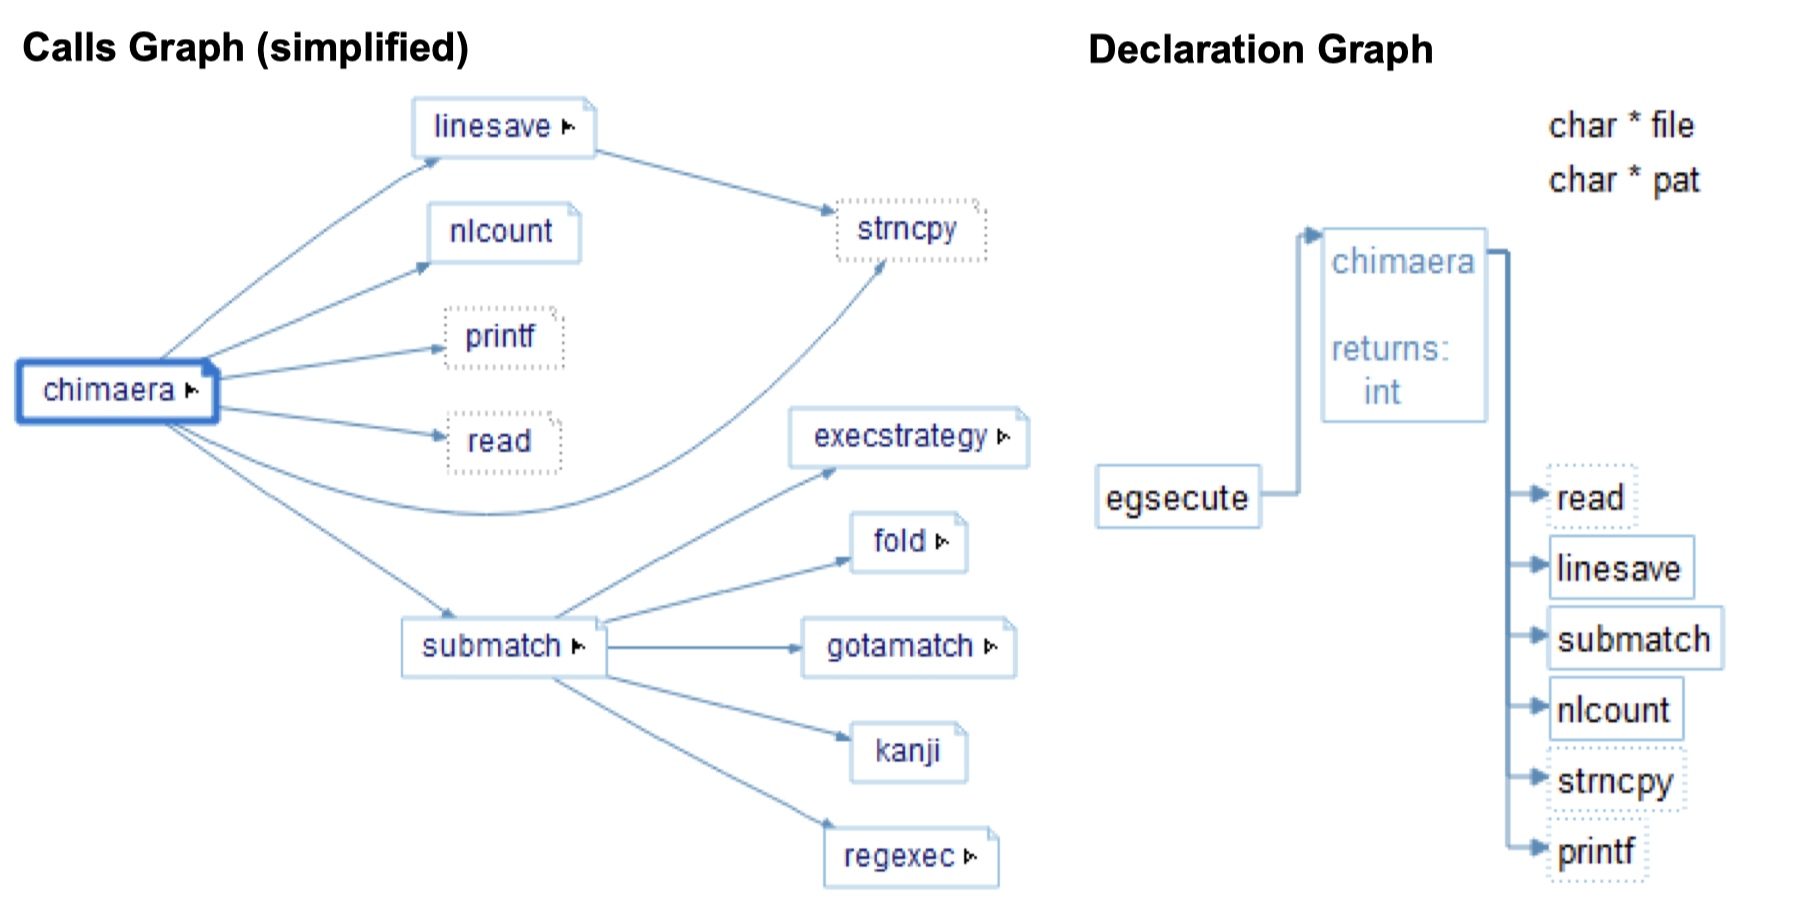 Calls Graph (simplified)
linesave
nlcount
strncpy
printf
chimaera
read
execstrategy
fold
submatch
gotamatch
kanji
regexec
Declaration Graph
char * file
char * pat
chimaera
returns:
int
egsecute
read
linesave
submatch
nlcount
strncpy
printf